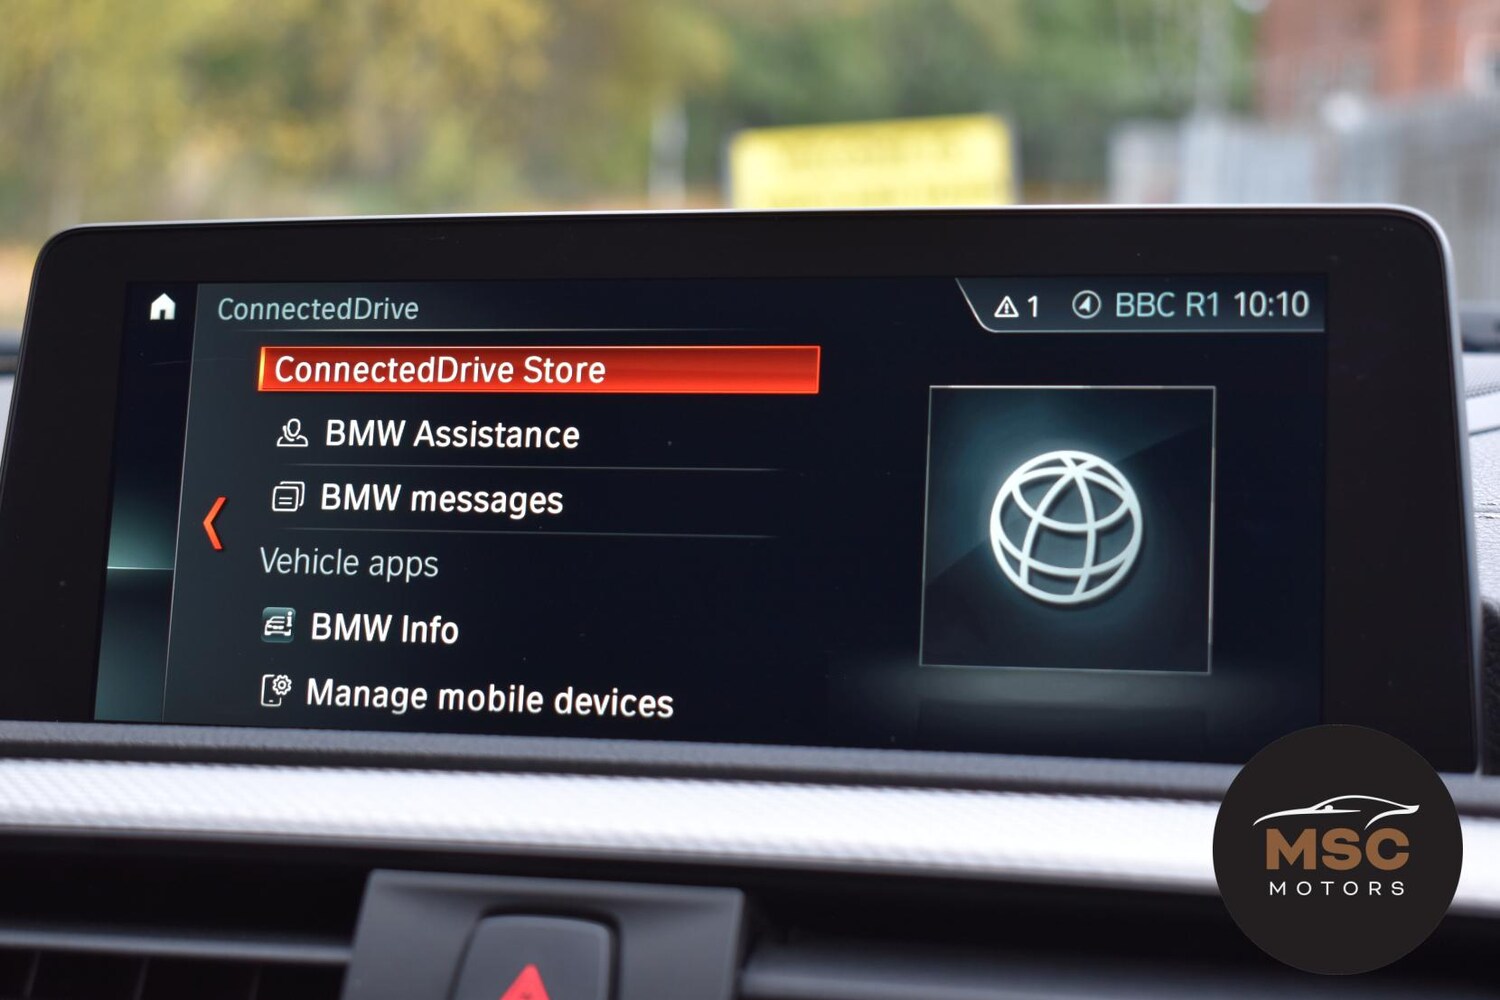 ConnectedDrive
1 BBC R1 10:10
ConnectedDrive Store
BMW Assistance
BMW messages
Vehicle apps
BMW Info
Manage mobile devices
MSC
MOTORS